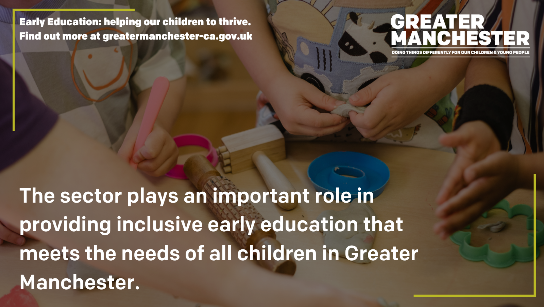 Early Education: helping our children to thrive.
Find out more at greatermanchester-ca.gov.uk
GREATER
MANCHESTER
DOING THINGS DIFFERENTLY FOR OUR CHILDREN & YOUNG PEOPLE
The sector plays an important role in
providing inclusive early education that
meets the needs of all children in Greater
Manchester.